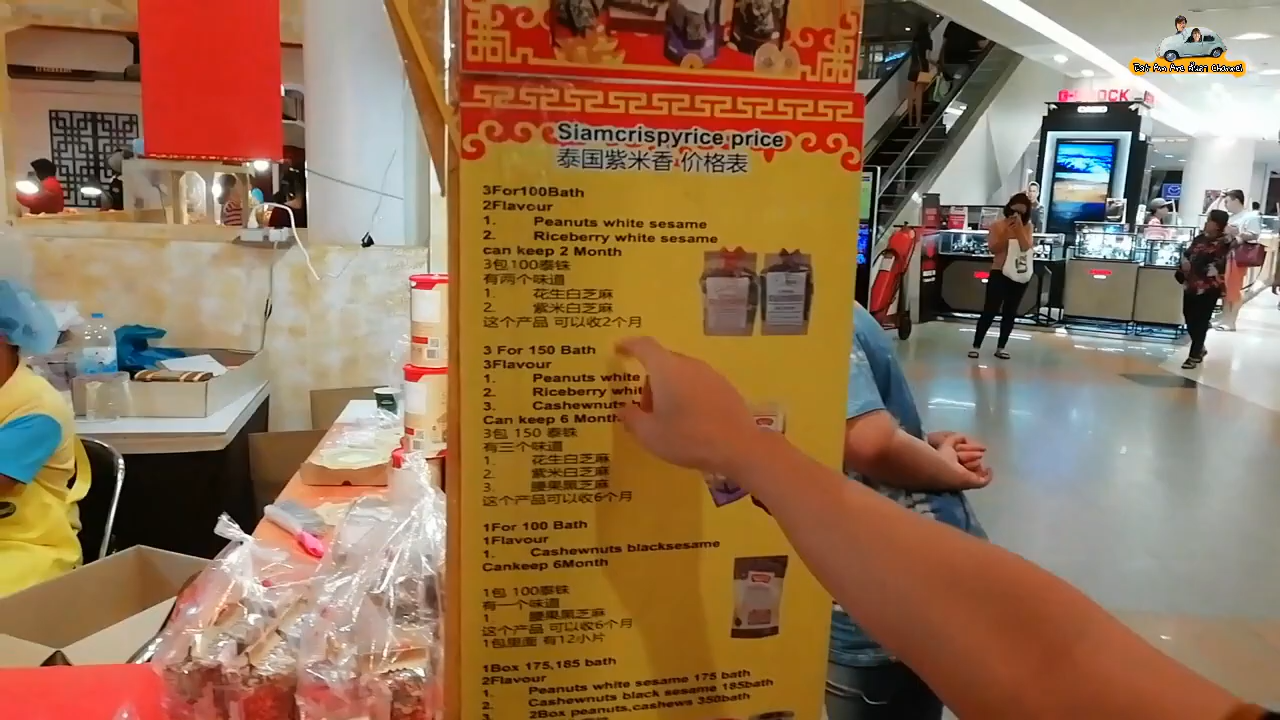 Siamcrispyrice price
泰国紫米香 价格表
3For100Bath
2Flavour
1. Peanuts white sesame
2. Riceberry white sesame
can keep 2 Month
3包100泰铢
有两个味道
1. 花生白芝麻
2. 紫米白芝麻
这个产品 可以收2个月
3 For 150 Bath
3Flavour
1. Peanuts white
2. Riceberry
3. Cashewnuts
Can keep 6 Month
3包 150 泰铢
有三个味道
1. 花生白芝麻
2. 紫米白芝麻
3. 腰果黑芝麻
这个产品可以收6个月
1For 100 Bath
1Flavour
1. Cashewnuts blacksesame
Cankeep 6Month
1包 100泰铢
有一个味道
1. 腰果黑芝麻
这个产品 可以收6个月
1包里面 有12小片
1Box 175,185 bath
2Flavour
1. Peanuts white sesame 175 bath
2. Cashewnuts black sesame 185bath
3. 2Box peanuts,cashews 350bath
G-SHOCK
CASIO